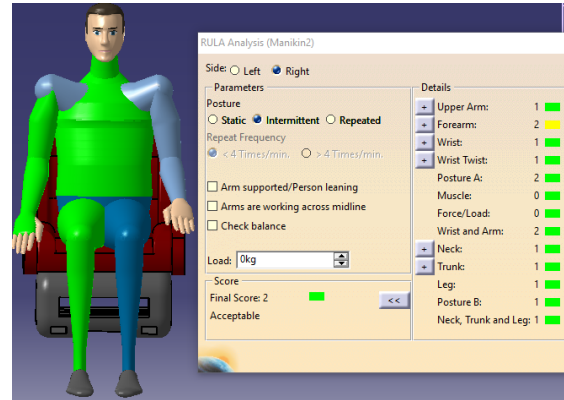 RULA Analysis (Manikin2)
Side: Left Right
Parameters
Posture
Static Intermittent Repeated
Repeat Frequency
< 4 Times/min. > 4 Times/min.
Arm supported/Person leaning
Arms are working across midline
Check balance
Load: 0kg
Score
Final Score: 2
<<
Acceptable
Details
+ Upper Arm: 1
+ Forearm: 2
+ Wrist: 1
+ Wrist Twist: 1
Posture A: 2
Muscle: 0
Force/Load: 0
Wrist and Arm: 2
+ Neck: 1
+ Trunk: 1
Leg: 1
Posture B: 1
Neck, Trunk and Leg: 1